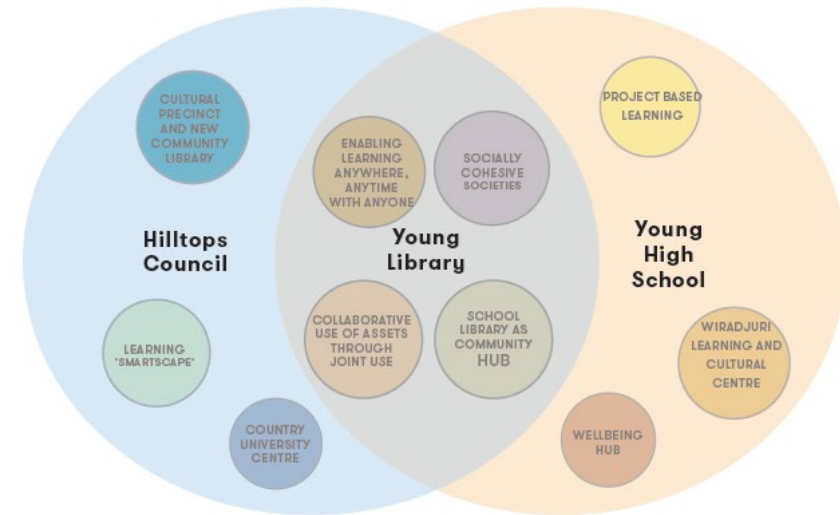 CULTURAL
PRECINCT
AND NEW
COMMUNITY
LIBRARY
Hilltops
Council
LEARNING
"SMARTSCAPE"
COUNTRY
UNIVERSITY
CENTRE
ENABLING
LEARNING
ANYWHERE,
ANYTIME
WITH ANYONE
SOCIALLY
COHESIVE
SOCIETIES
Young
Library
COLLABORATIVE
USE OF ASSETS
THROUGH
JOINT USE
SCHOOL
LIBRARY AS
COMMUNITY
HUB
PROJECT BASED
LEARNING
Young
High
School
WIRADJURI
LEARNING AND
CULTURAL
CENTRE
WELLBEING
HUB